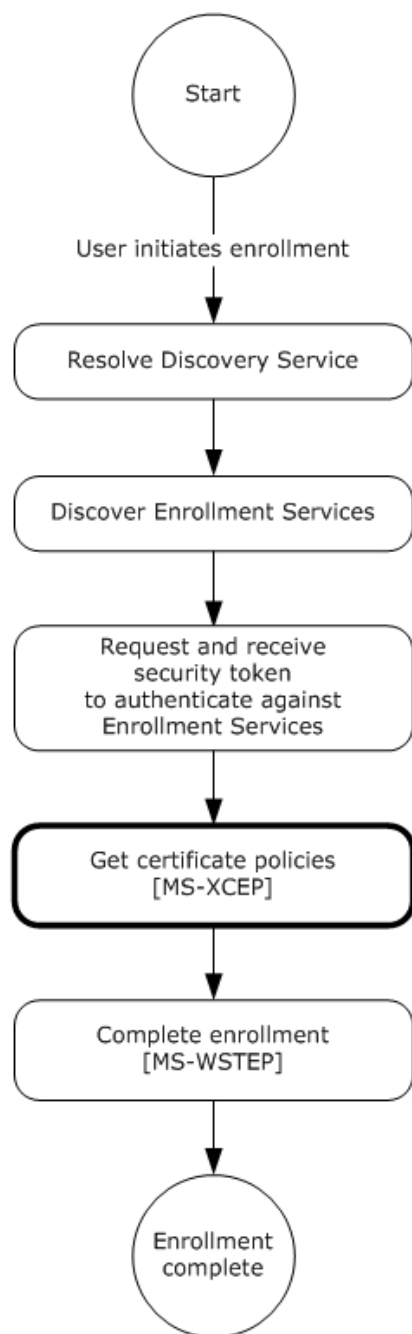 Start
User initiates enrollment
Resolve Discovery Service
Discover Enrollment Services
Request and receive
security token
to authenticate against
Enrollment Services
Get certificate policies
[MS-XCEP]
Complete enrollment
[MS-WSTEP]
Enrollment
complete